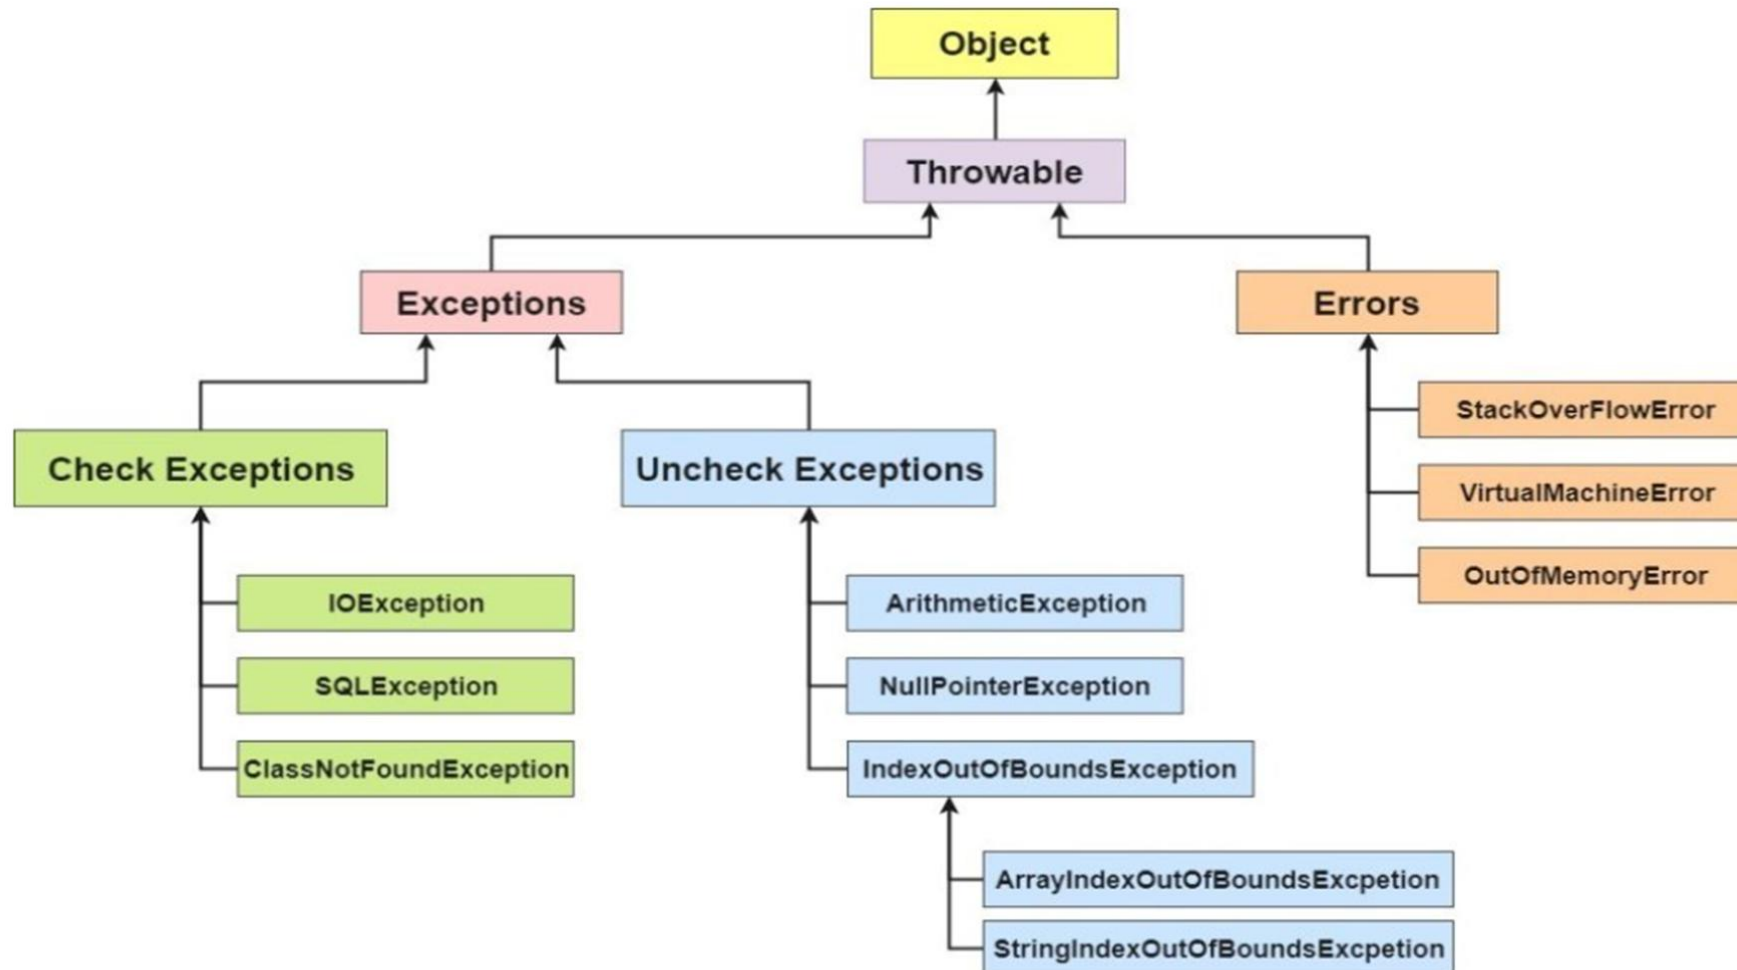 Object
Throwable
Exceptions
Errors
Check Exceptions
Uncheck Exceptions
StackOverFlowError
VirtualMachineError
OutOfMemoryError
IOException
SQLException
ClassNotFoundException
ArithmeticException
NullPointerException
IndexOutOfBoundsException
ArrayIndexOutOfBoundsExcpetion
StringIndexOutOfBoundsExcpetion